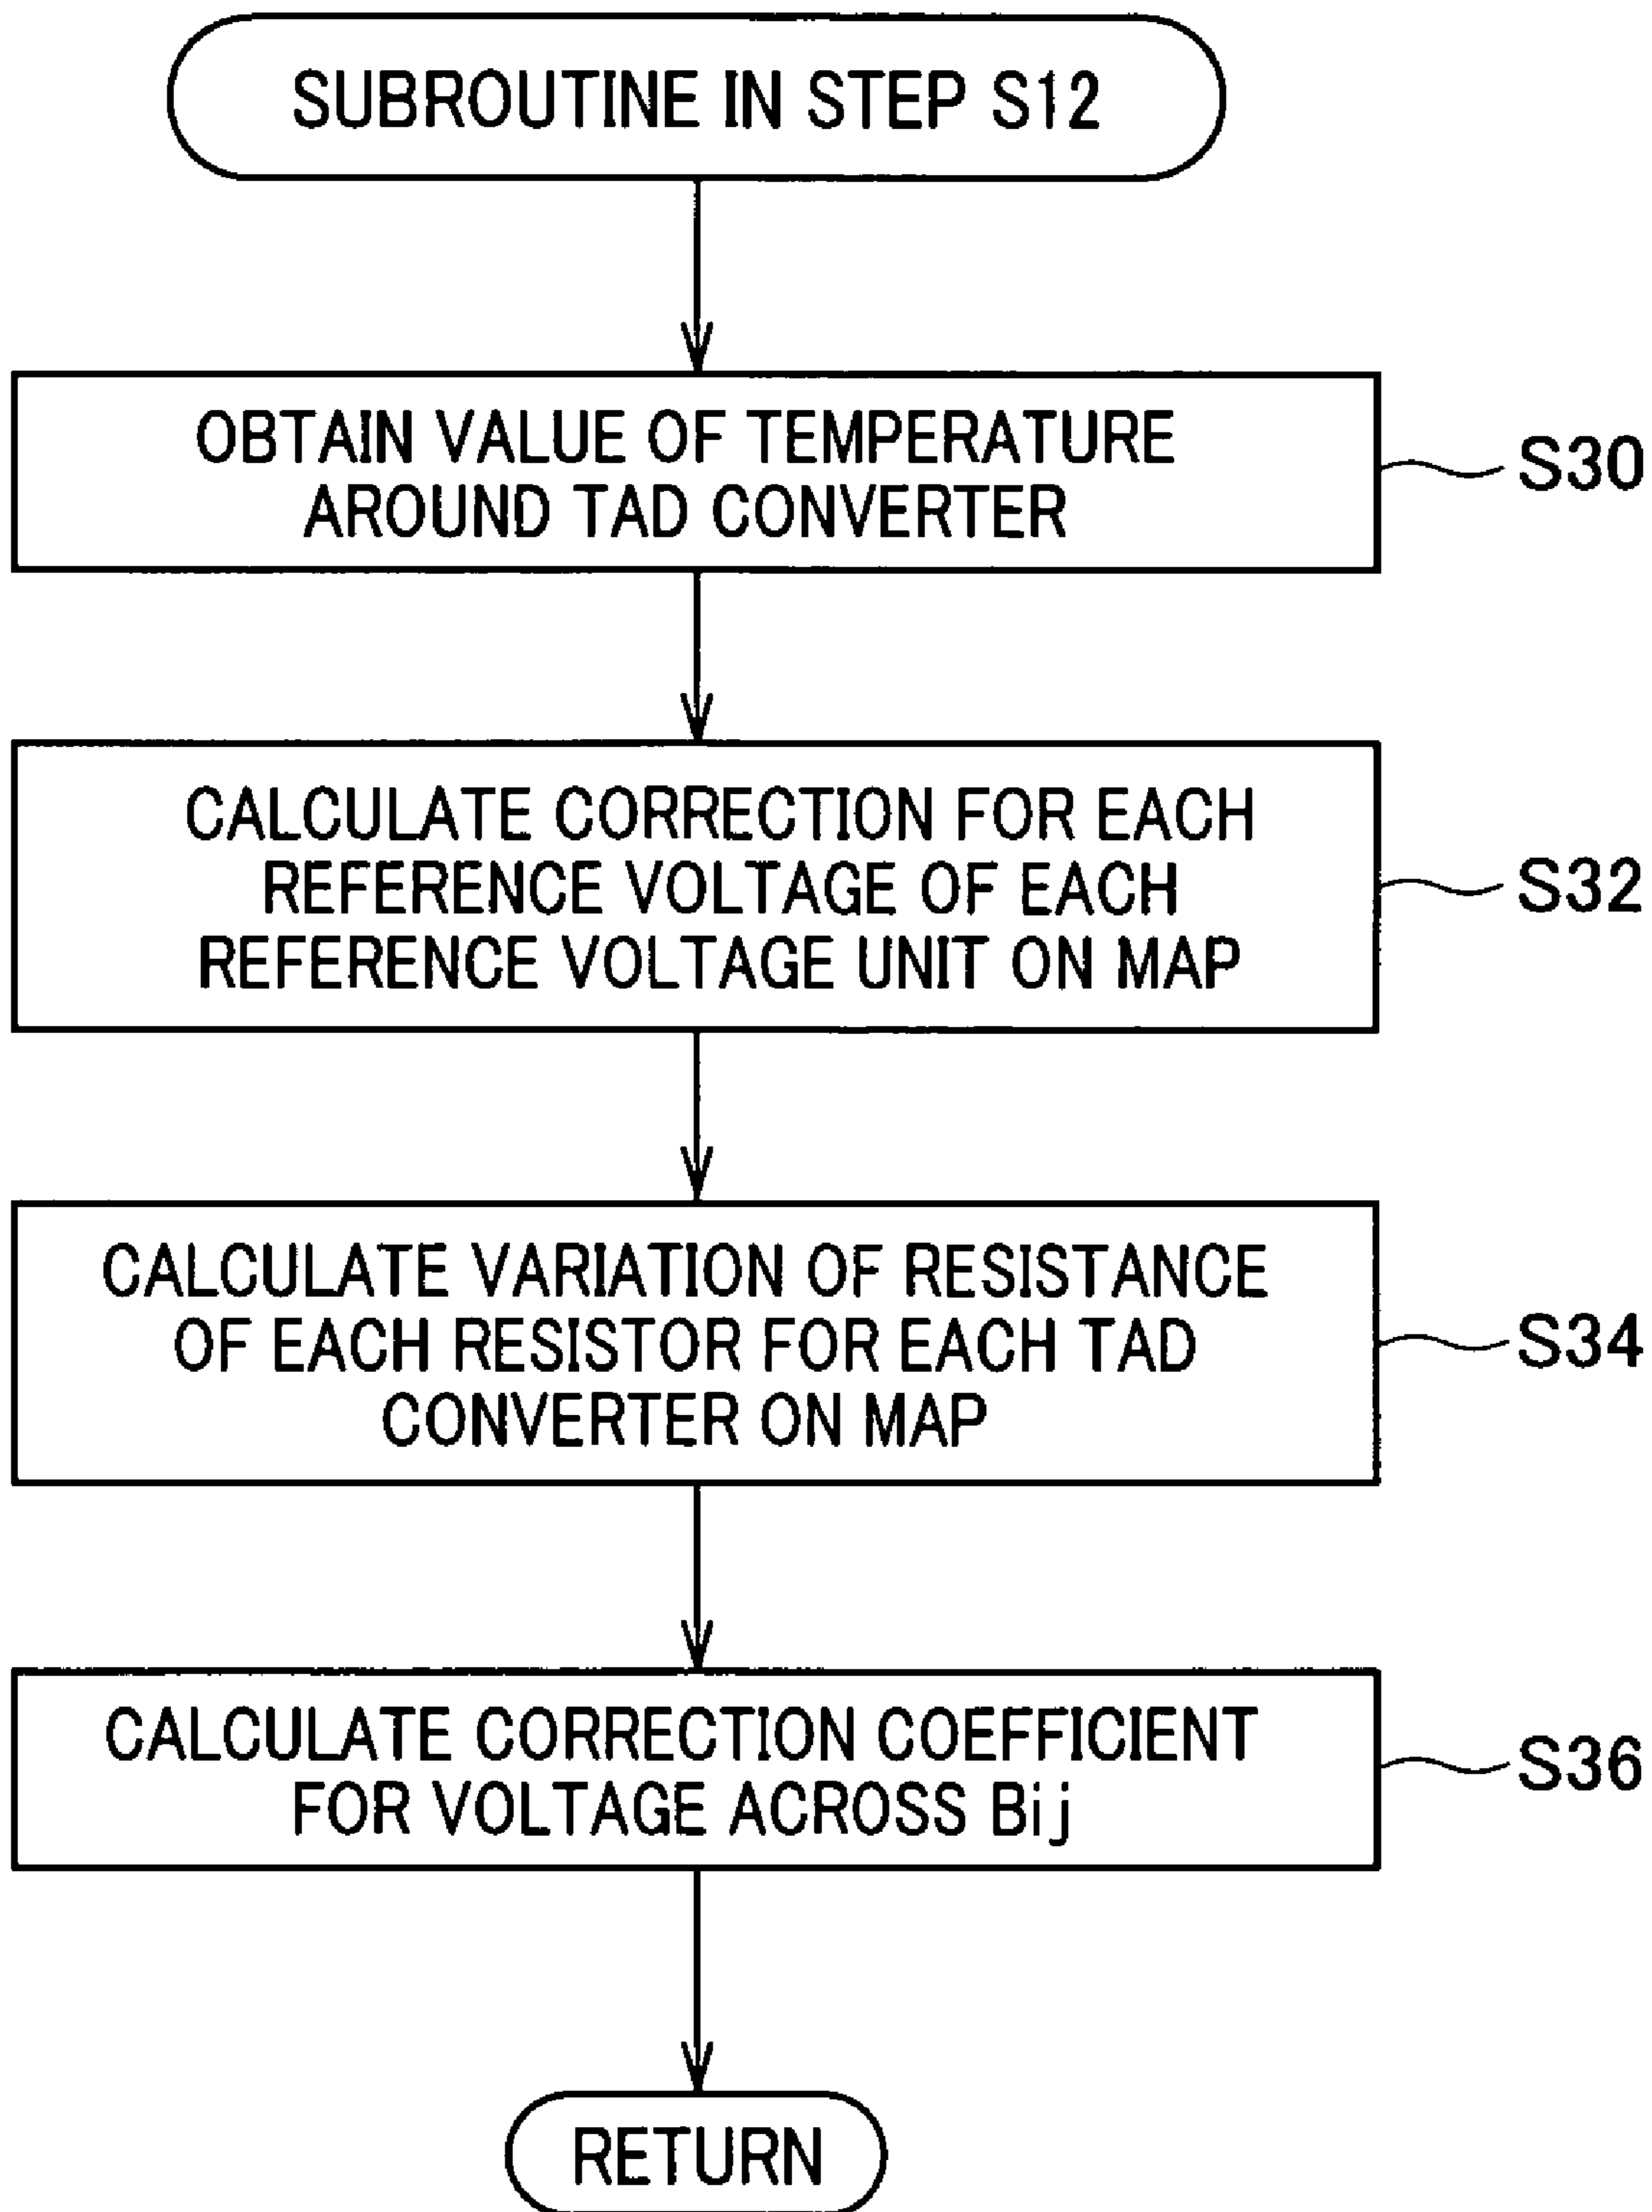 SUBROUTINE IN STEP S12
OBTAIN VALUE OF TEMPERATURE
AROUND TAD CONVERTER
S30
CALCULATE CORRECTION FOR EACH
REFERENCE VOLTAGE OF EACH
REFERENCE VOLTAGE UNIT ON MAP
S32
CALCULATE VARIATION OF RESISTANCE
OF EACH RESISTOR FOR EACH TAD
CONVERTER ON MAP
S34
CALCULATE CORRECTION COEFFICIENT
FOR VOLTAGE ACROSS Bij
S36
RETURN